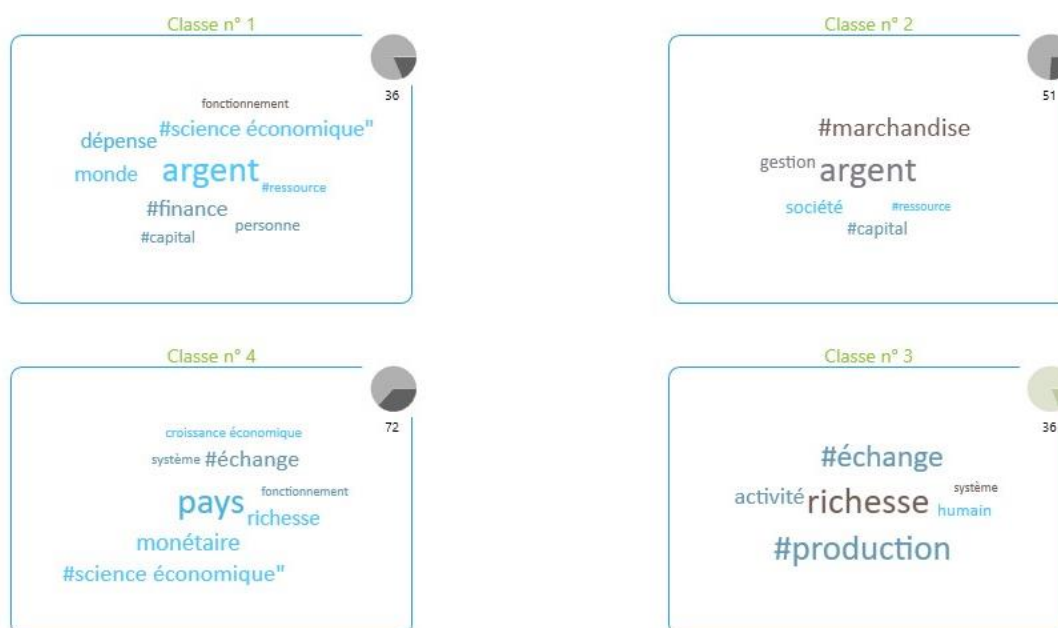 Classe n° 1
36
fonctionnement
#science économique"
dépense
argent
monde
#ressource
#finance
personne
#capital
Classe n° 2
51
#marchandise
gestion argent
société #ressource
#capital
Classe n° 4
72
croissance économique
système #échange
fonctionnement
pays
richesse
monétaire
#science économique"
Classe n° 3
36
#échange
système
activité richesse
humain
#production